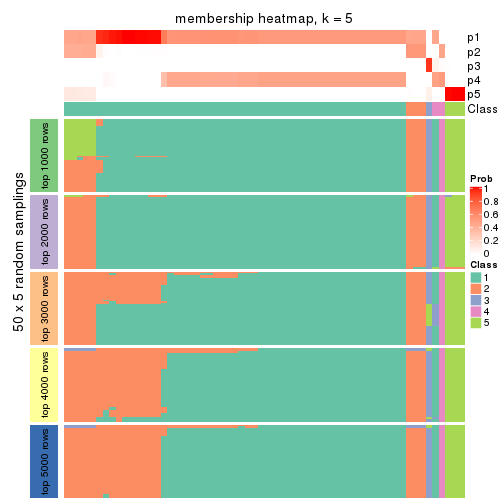 membership heatmap, k = 5
p1
p2
p3
p4
p5
Class
50 x 5 random samplings
top 1000 rows
top 2000 rows
top 3000 rows
top 4000 rows
top 5000 rows
Prob
1
0.8
0.6
0.4
0.2
0
Class
1
2
3
4
5